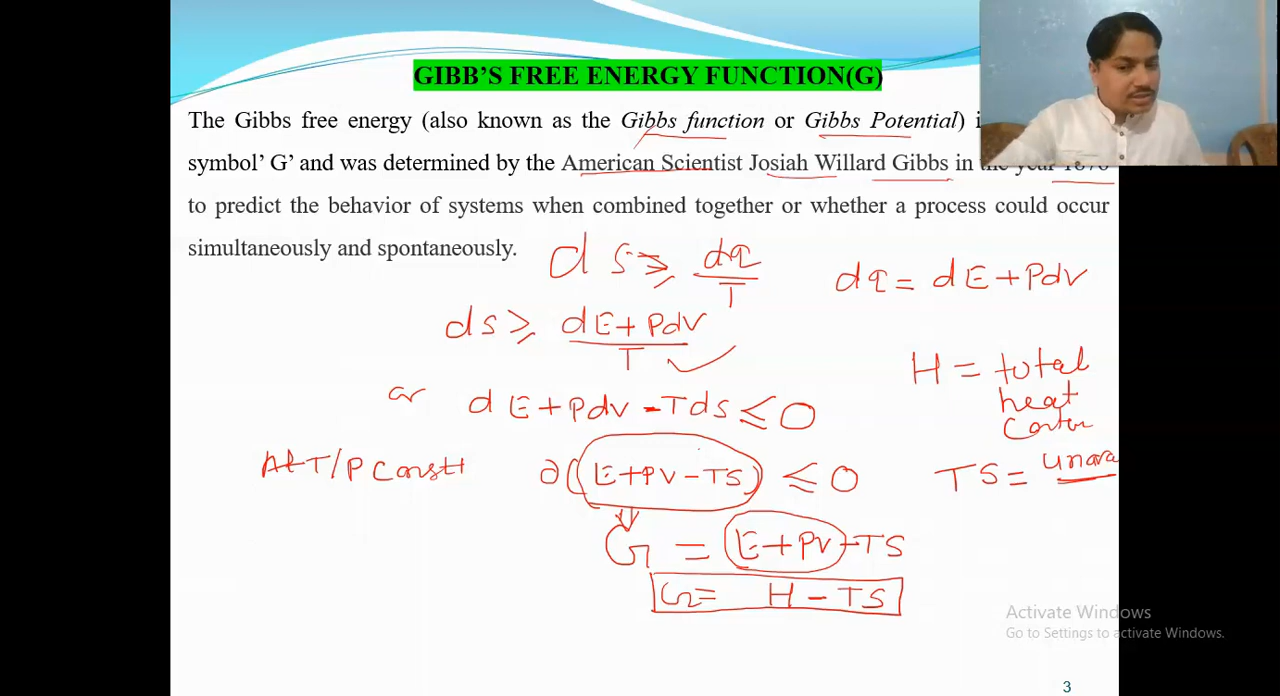 GIBB'S FREE ENERGY FUNCTION(G)
The Gibbs free energy (also known as the Gibbs function or Gibbs Potential)
symbol' G' and was determined by the American Scientist Josiah Willard Gibbs in the year
to predict the behavior of systems when combined together or whether a process could occur
simultaneously and spontaneously.
ds ≥ dq/T
dq = dE + Pdv
ds ≥ dE + Pdv / T
H = total heat
or dE + Pdv - Tds ≤ 0
At T/P Const
∂(E+PV-TS) ≤ 0
TS =
G = E+PV-TS
G = H - TS
Activate Windows
Go to Settings to activate Windows.
3